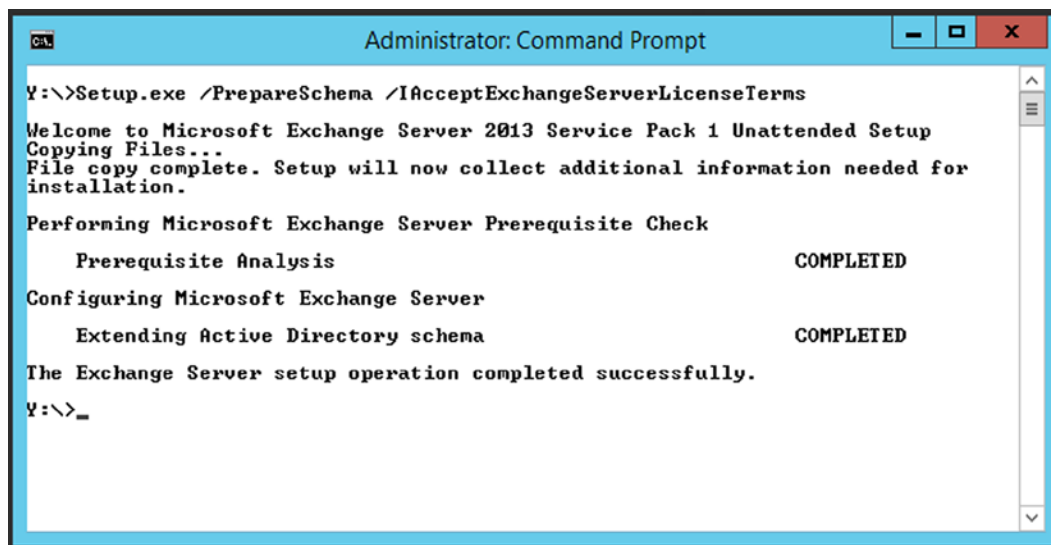 Administrator: Command Prompt
Y:\>Setup.exe /PrepareSchema /IAcceptExchangeServerLicenseTerms
Welcome to Microsoft Exchange Server 2013 Service Pack 1 Unattended Setup
Copying Files...
File copy complete. Setup will now collect additional information needed for
installation.
Performing Microsoft Exchange Server Prerequisite Check
Prerequisite Analysis COMPLETED
Configuring Microsoft Exchange Server
Extending Active Directory schema COMPLETED
The Exchange Server setup operation completed successfully.
Y:\>_